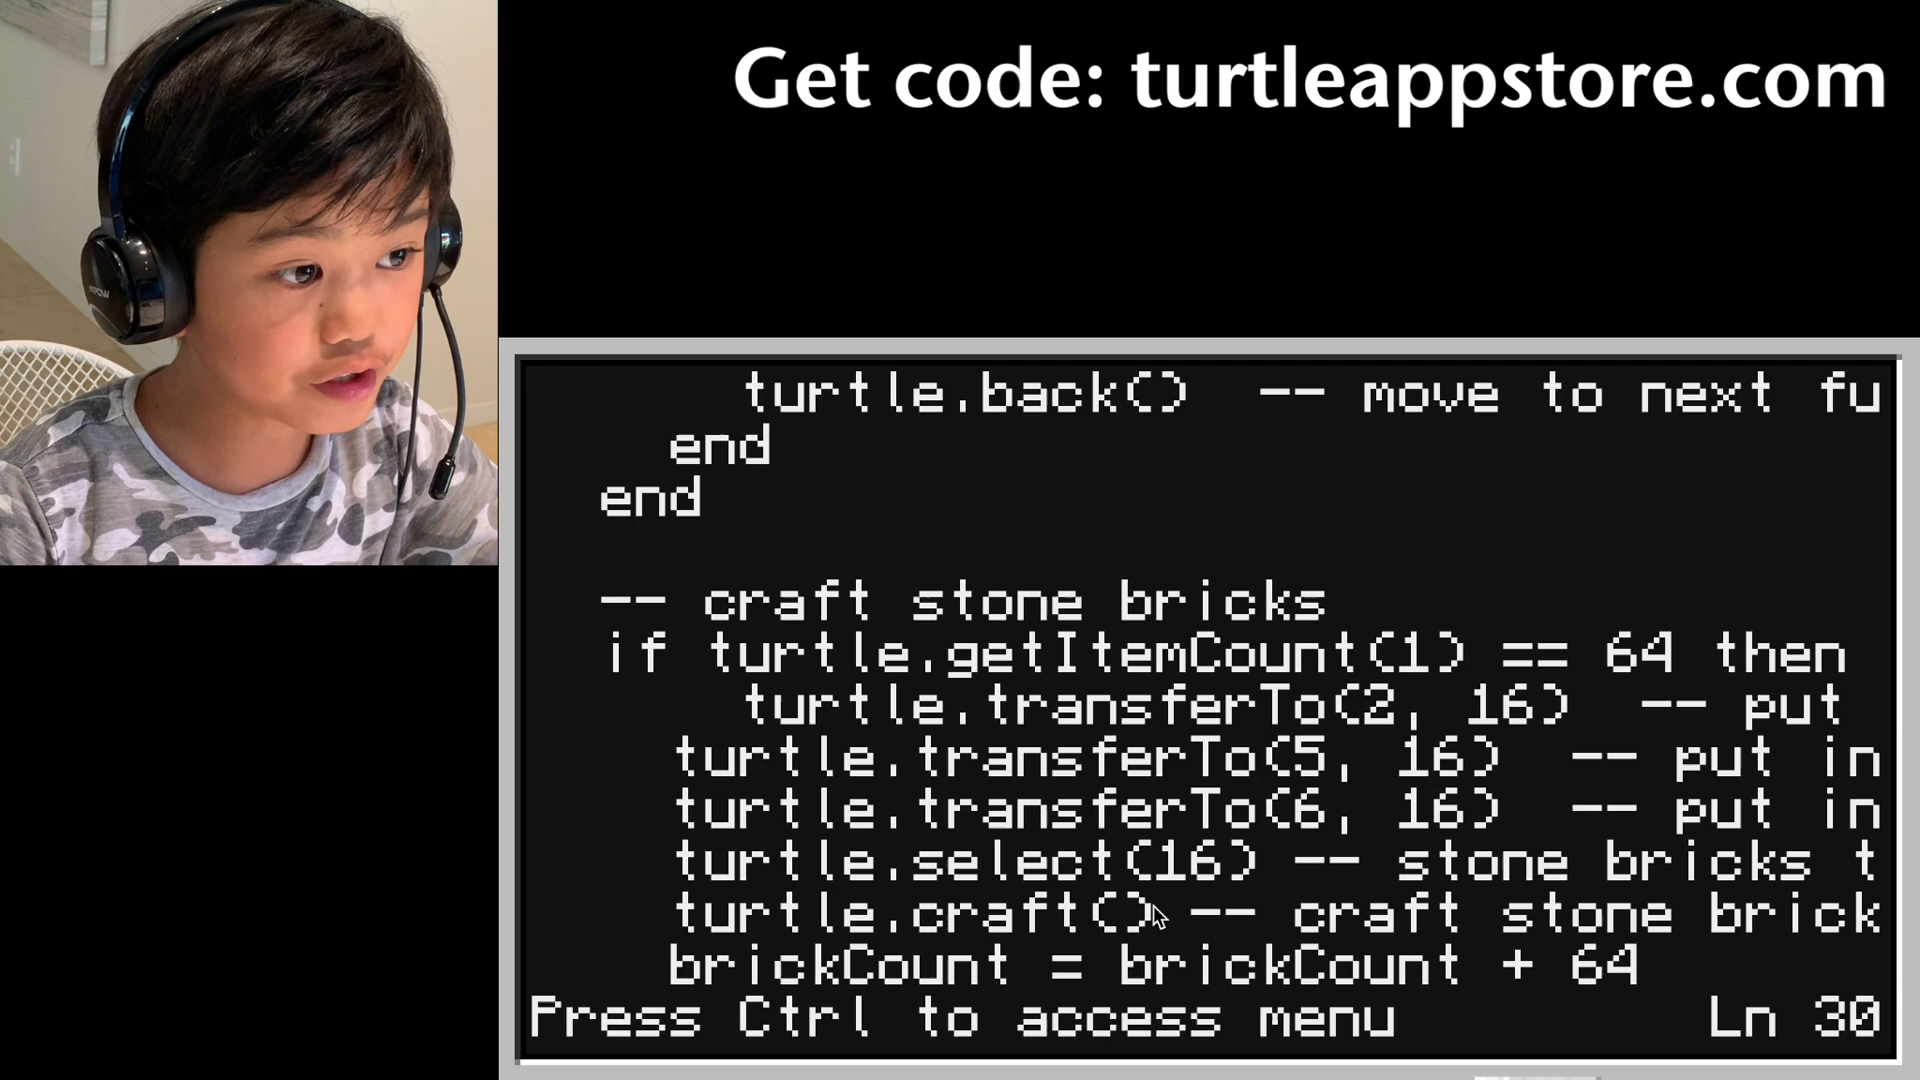 Get code: turtleappstore.com
turtle.back()  -- move to next fu
end
end
-- craft stone bricks
if turtle.getItemCount(1) == 64 then
turtle.transferTo(2, 16)  -- put
turtle.transferTo(5, 16)  -- put in
turtle.transferTo(6, 16)  -- put in
turtle.select(16) -- stone bricks t
turtle.craft() -- craft stone brick
brickCount = brickCount + 64
Press Ctrl to access menu Ln 30